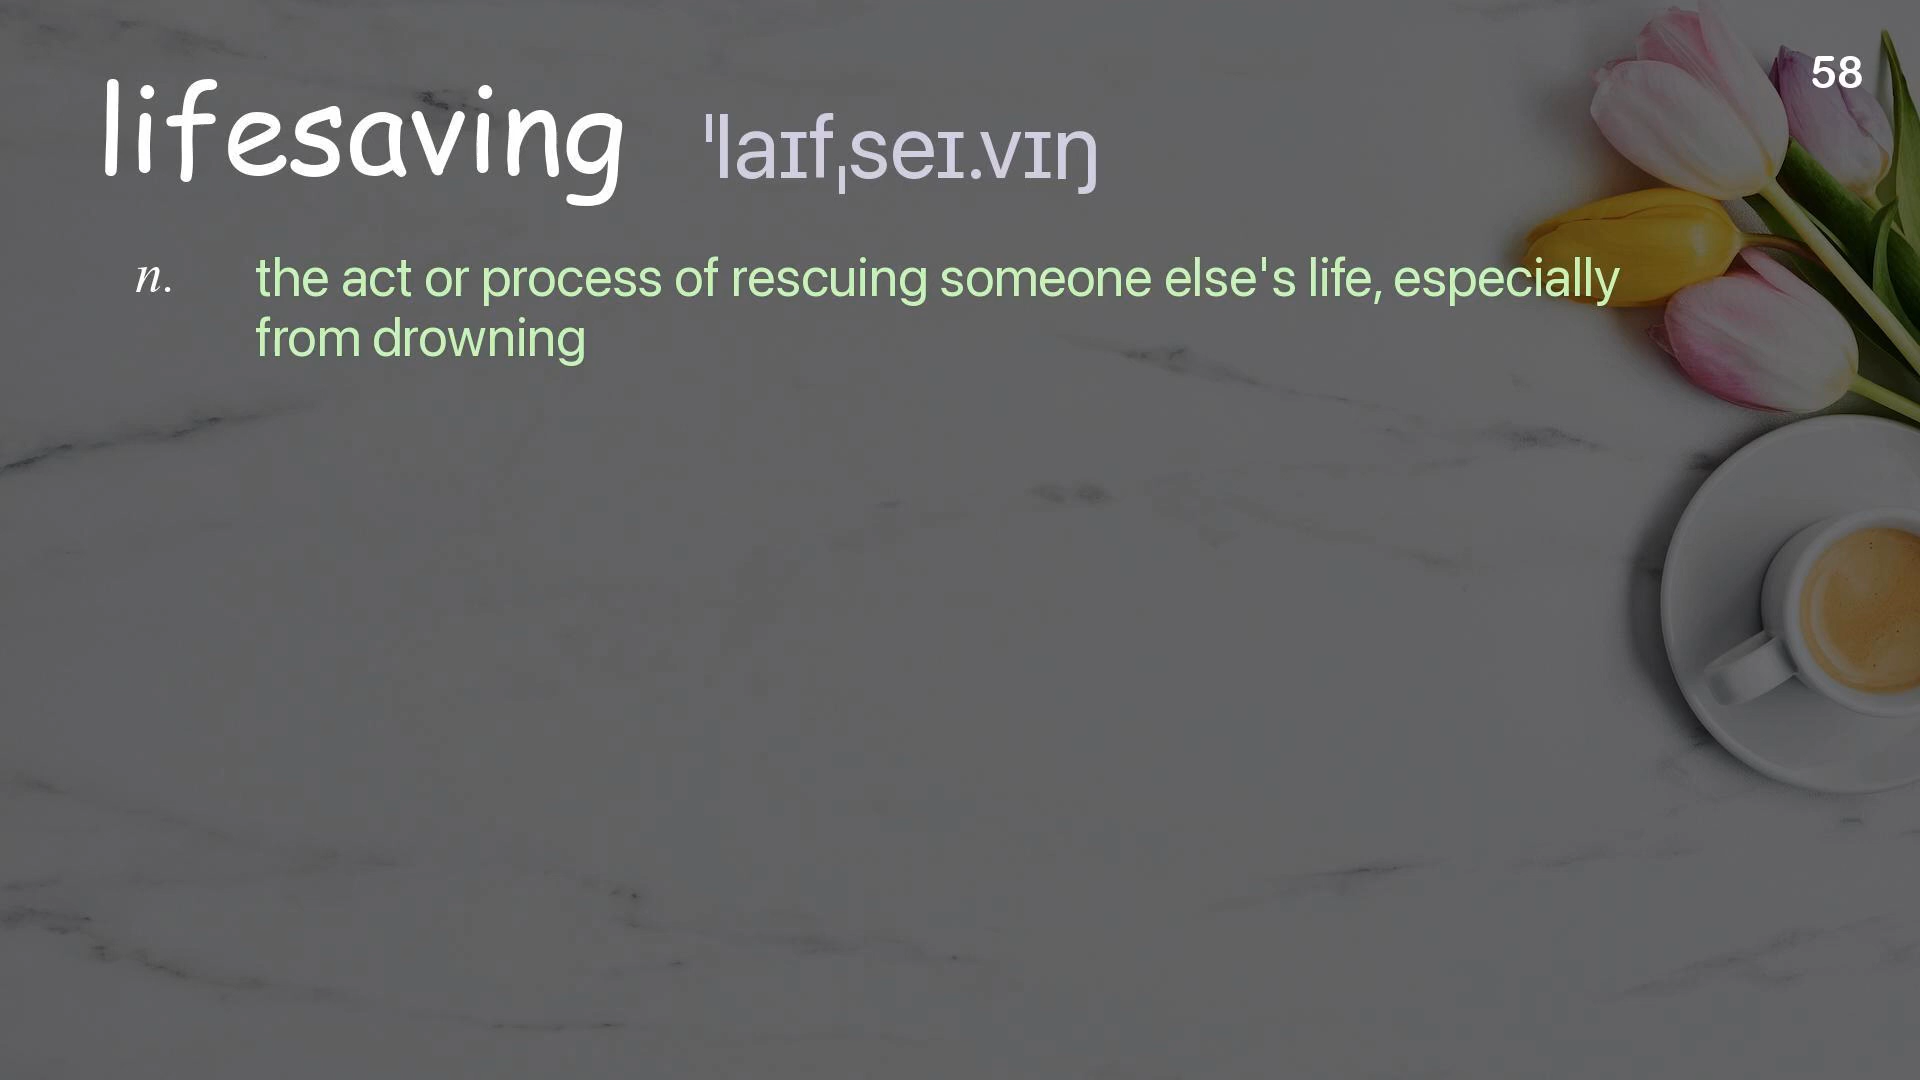 58
lifesaving ˈlaɪfˌseɪ.vɪŋ
n. the act or process of rescuing someone else's life, especially
from drowning